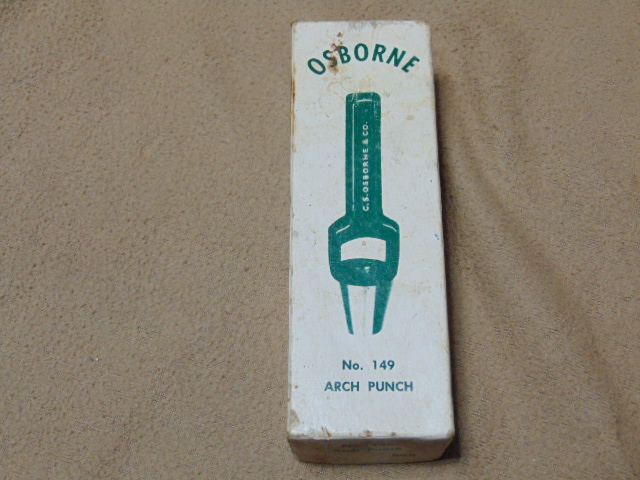 OSBORNE
C.S. OSBORNE & CO.
No. 149
ARCH PUNCH